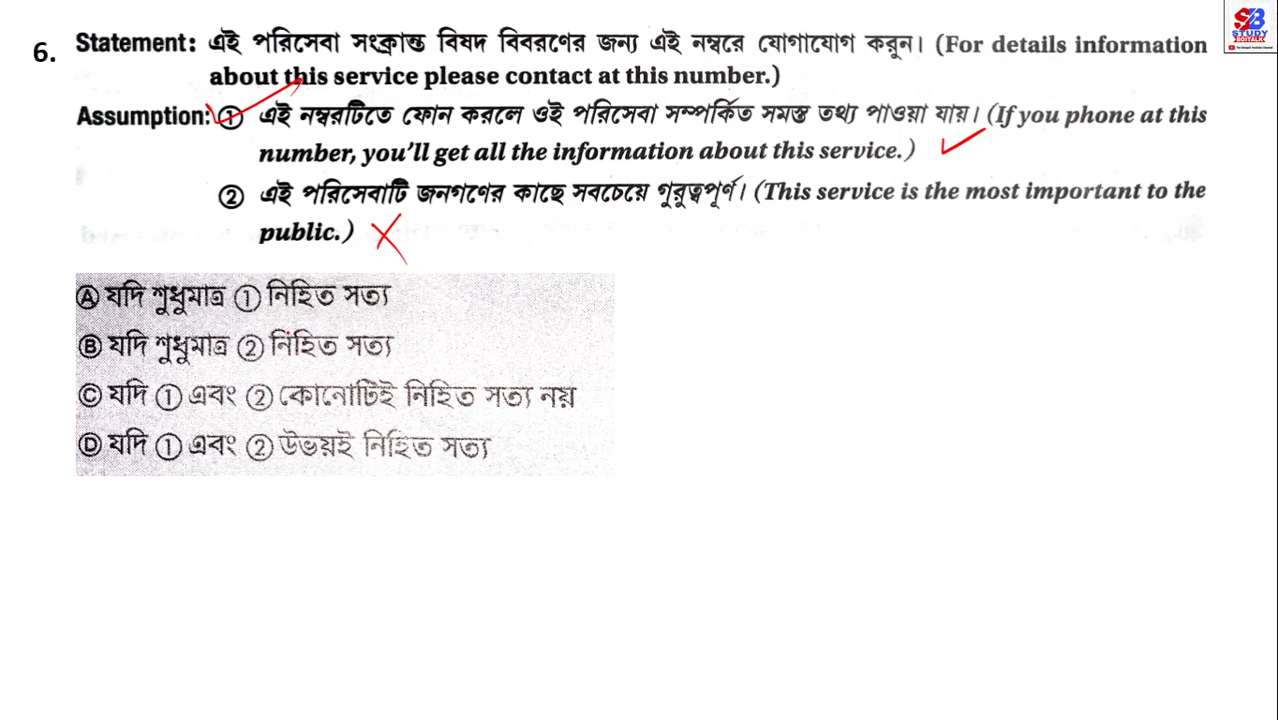 SB
STUDY
BOITALK
6. Statement: এই পরিসেবা সংক্রান্ত বিষদ বিবরণের জন্য এই নম্বরে যোগাযোগ করুন। (For details information
about this service please contact at this number.)
Assumption: ① এই নম্বরটিতে ফোন করলে ওই পরিসেবা সম্পর্কিত সমস্ত তথ্য পাওয়া যায়। (If you phone at this
number, you'll get all the information about this service.)
② এই পরিসেবাটি জনগণের কাছে সবচেয়ে গুরুত্বপূর্ণ। (This service is the most important to the
public.)
Ⓐ যদি শুধুমাত্র ① নিহিত সত্য
Ⓑ যদি শুধুমাত্র ② নিহিত সত্য
Ⓒ যদি ① এবং ② কোনোটিই নিহিত সত্য নয়
Ⓓ যদি ① এবং ② উভয়ই নিহিত সত্য